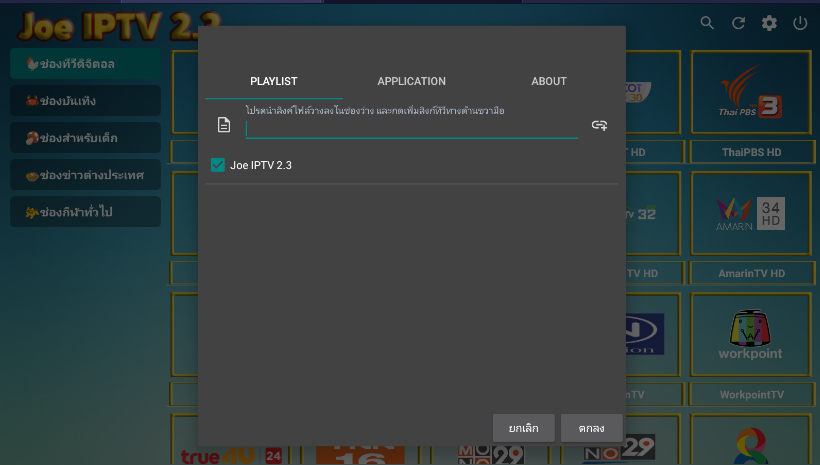 Joe IPTV 2.3
🐓ช่องทีวีดิจิตอล
🦀ช่องบันเทิง
ช่องสำหรับเด็ก
ช่องข่าวต่างประเทศ
ช่องกีฬาทั่วไป
PLAYLIST
APPLICATION
ABOUT
โปรดนำลิงค์ไฟล์วางลงในช่องว่าง และกดเพิ่มลิงก์ทีวีทางด้านขวามือ
Joe IPTV 2.3
ยกเลิก
ตกลง
30
Thai PBS 3
HD
ThaiPBS HD
TV 32
AMARIN 34 HD
TV HD
AmarinTV HD
N
workpoint
TV
WorkpointTV
true4U 24
16
MONO 29
MONO 29
8